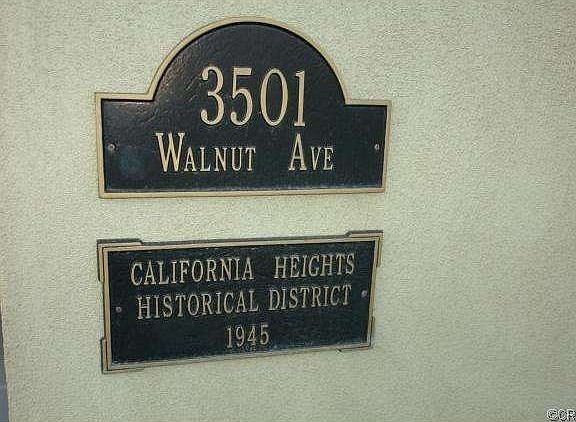 3501
WALNUT AVE
CALIFORNIA HEIGHTS
HISTORICAL DISTRICT
1945
©CR